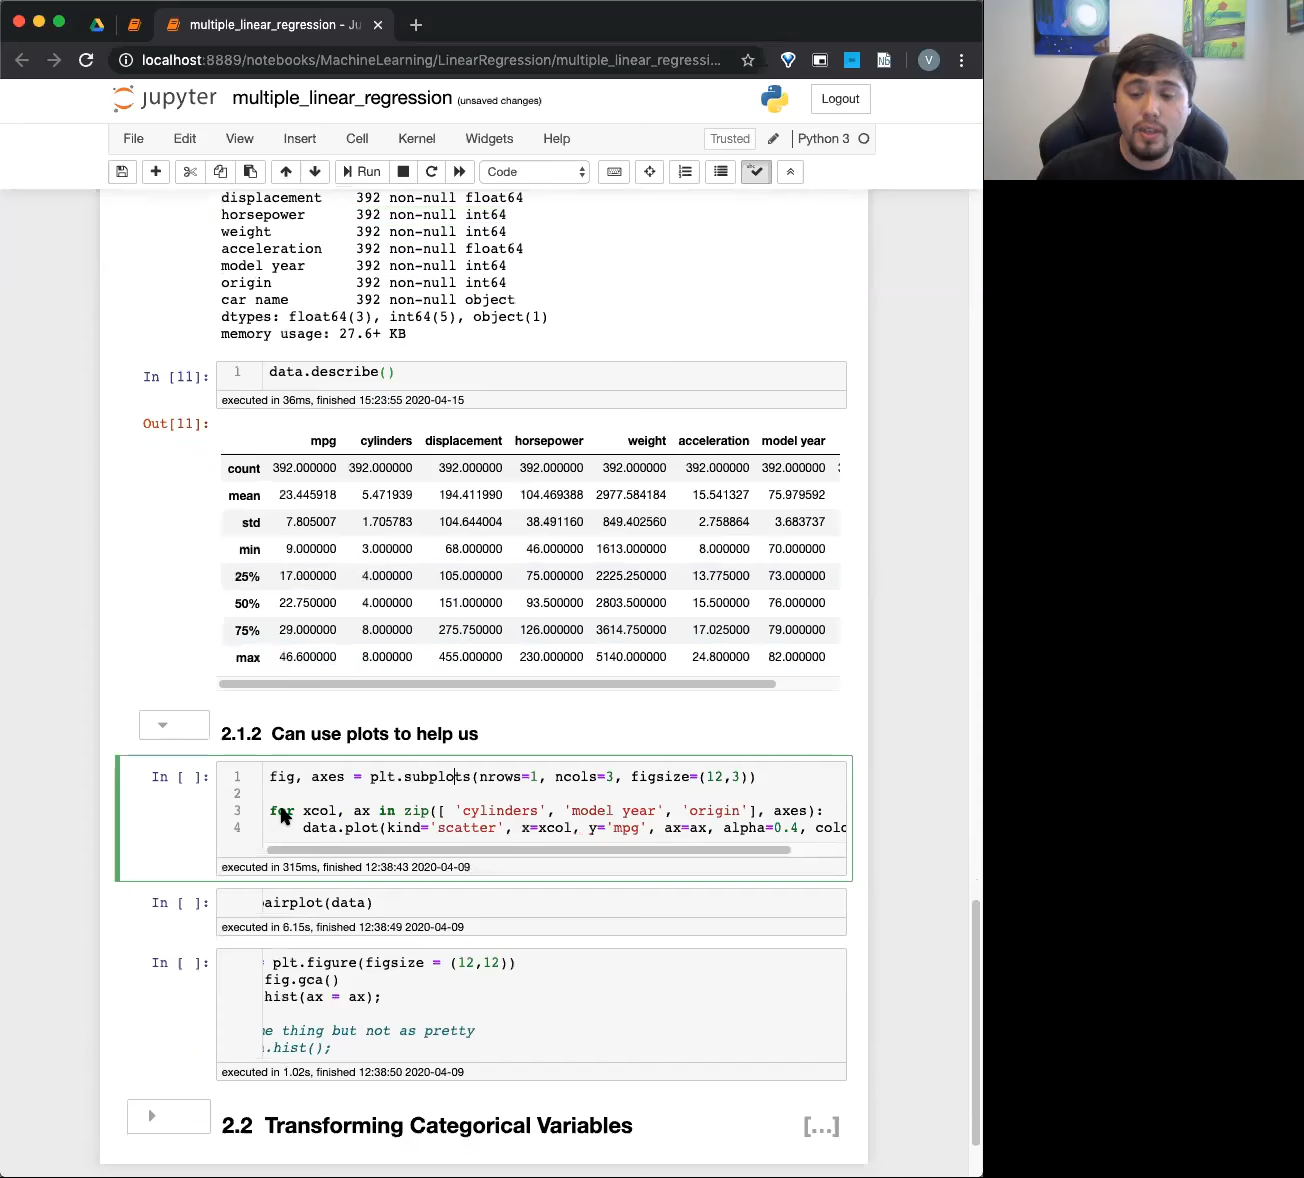 multiple_linear_regression - Ju
localhost:8889/notebooks/MachineLearning/LinearRegression/multiple_linear_regressi...
Nb
V
jupyter multiple_linear_regression (unsaved changes)
Logout
File Edit View Insert Cell Kernel Widgets Help
Trusted Python 3
Run Code
displacement 392 non-null float64
horsepower 392 non-null int64
weight 392 non-null int64
acceleration 392 non-null float64
model year 392 non-null int64
origin 392 non-null int64
car name 392 non-null object
dtypes: float64(3), int64(5), object(1)
memory usage: 27.6+ KB
In [11]: 1 data.describe()
executed in 36ms, finished 15:23:55 2020-04-15
Out[11]:
mpg cylinders displacement horsepower weight acceleration model year
count 392.000000 392.000000 392.000000 392.000000 392.000000 392.000000 392.000000
mean 23.445918 5.471939 194.411990 104.469388 2977.584184 15.541327 75.979592
std 7.805007 1.705783 104.644004 38.491160 849.402560 2.758864 3.683737
min 9.000000 3.000000 68.000000 46.000000 1613.000000 8.000000 70.000000
25% 17.000000 4.000000 105.000000 75.000000 2225.250000 13.775000 73.000000
50% 22.750000 4.000000 151.000000 93.500000 2803.500000 15.500000 76.000000
75% 29.000000 8.000000 275.750000 126.000000 3614.750000 17.025000 79.000000
max 46.600000 8.000000 455.000000 230.000000 5140.000000 24.800000 82.000000
2.1.2 Can use plots to help us
In [ ]: 1 fig, axes = plt.subplots(nrows=1, ncols=3, figsize=(12,3))
2
3 for xcol, ax in zip([ 'cylinders', 'model year', 'origin'], axes):
4 data.plot(kind='scatter', x=xcol, y='mpg', ax=ax, alpha=0.4, colo
executed in 315ms, finished 12:38:43 2020-04-09
In [ ]: airplot(data)
executed in 6.15s, finished 12:38:49 2020-04-09
In [ ]: = plt.figure(figsize = (12,12))
fig.gca()
hist(ax = ax);
me thing but not as pretty
.hist();
executed in 1.02s, finished 12:38:50 2020-04-09
2.2 Transforming Categorical Variables [...]